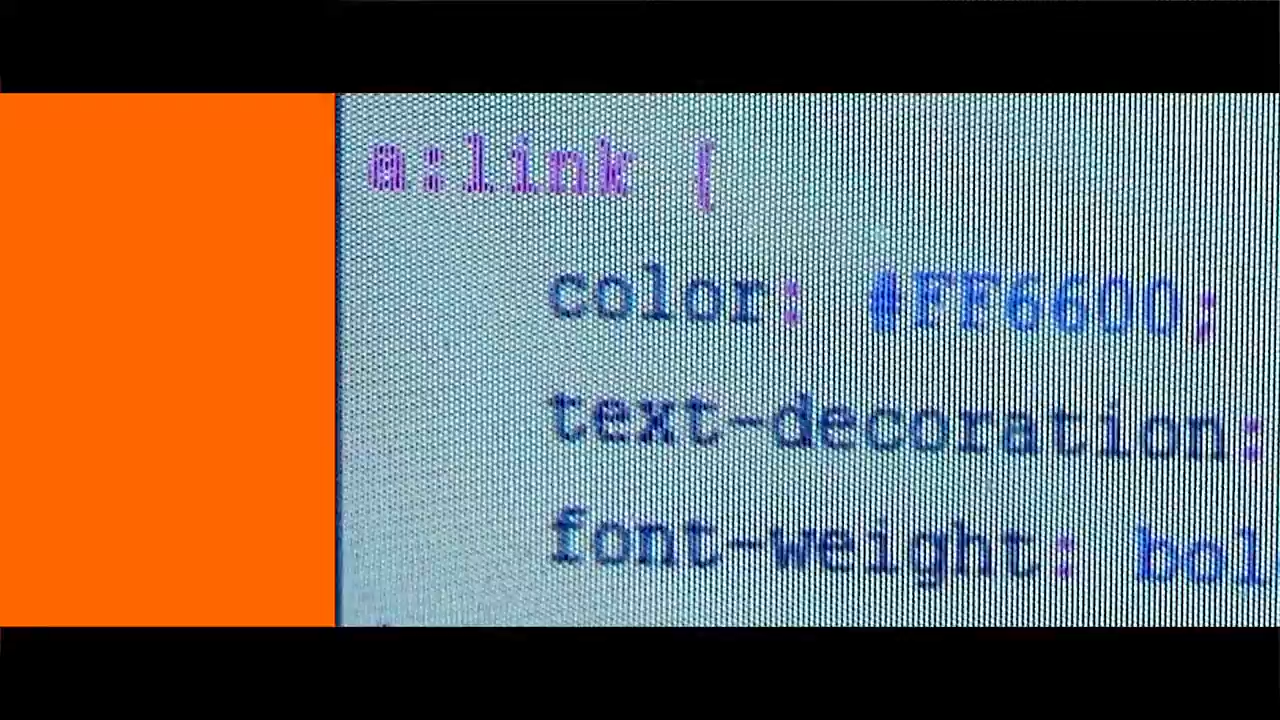 a:link {
color: #FF6600;
text-decoration:
font-weight: bol